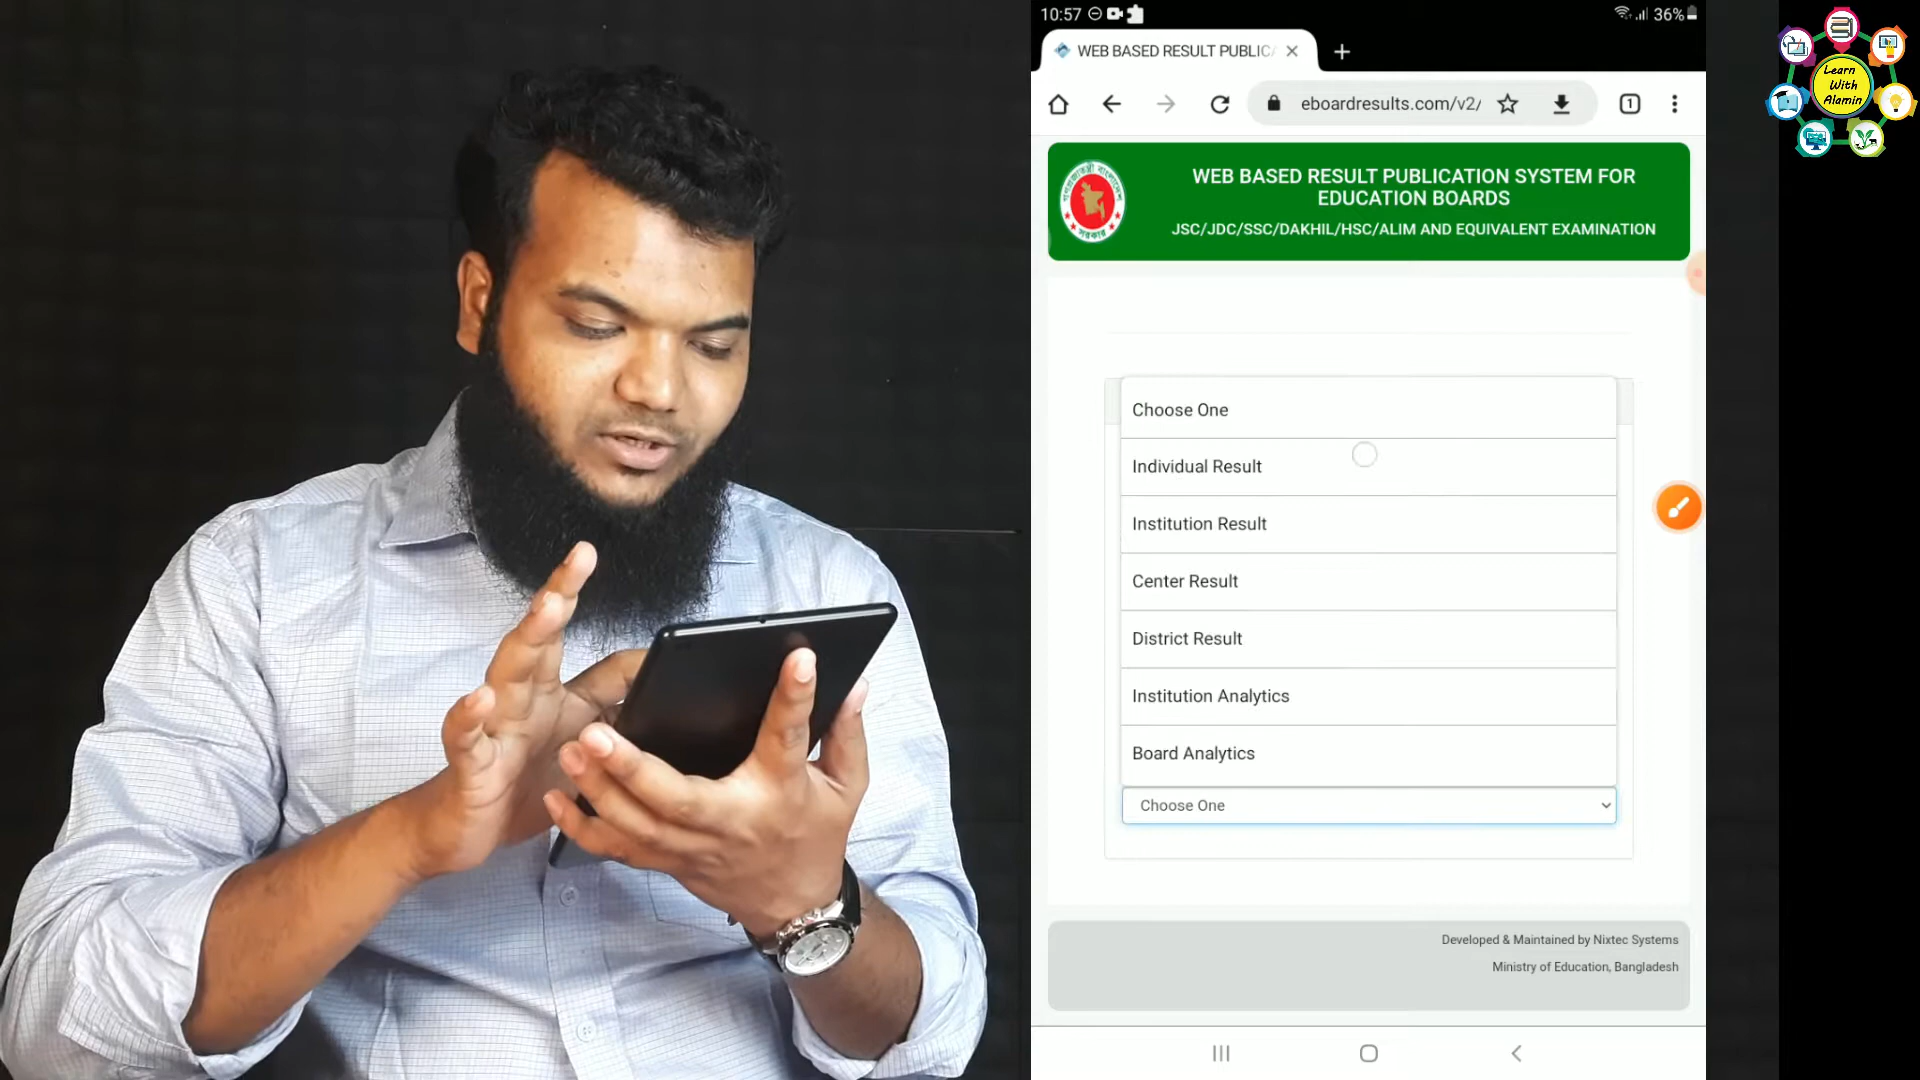 10:57
36%
WEB BASED RESULT PUBLICA
eboardresults.com/v2/
1
Learn
With
Alamin
WEB BASED RESULT PUBLICATION SYSTEM FOR
EDUCATION BOARDS
JSC/JDC/SSC/DAKHIL/HSC/ALIM AND EQUIVALENT EXAMINATION
Choose One
Individual Result
Institution Result
Center Result
District Result
Institution Analytics
Board Analytics
Choose One
Developed & Maintained by Nixtec Systems
Ministry of Education, Bangladesh